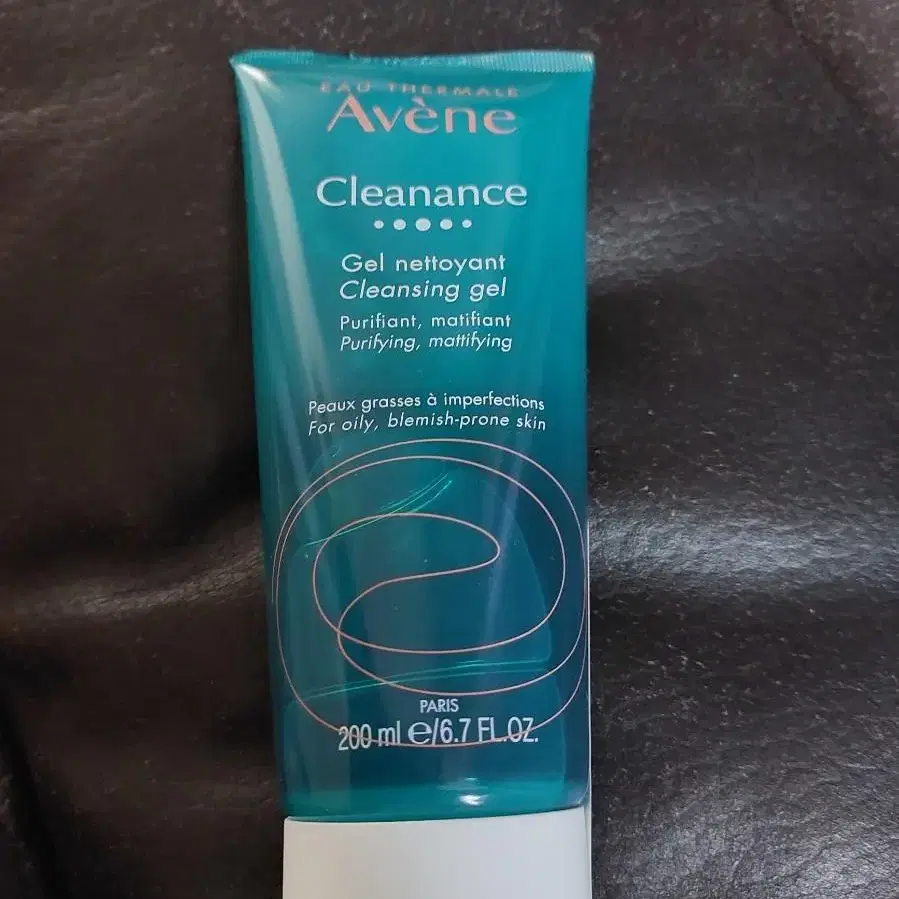 EAU THERMALE
Avène
Cleanance
Gel nettoyant
Cleansing gel
Purifiant, matifiant
Purifying, mattifying
Peaux grasses à imperfections
For oily, blemish-prone skin
PARIS
200 ml e/6.7 FL.OZ.